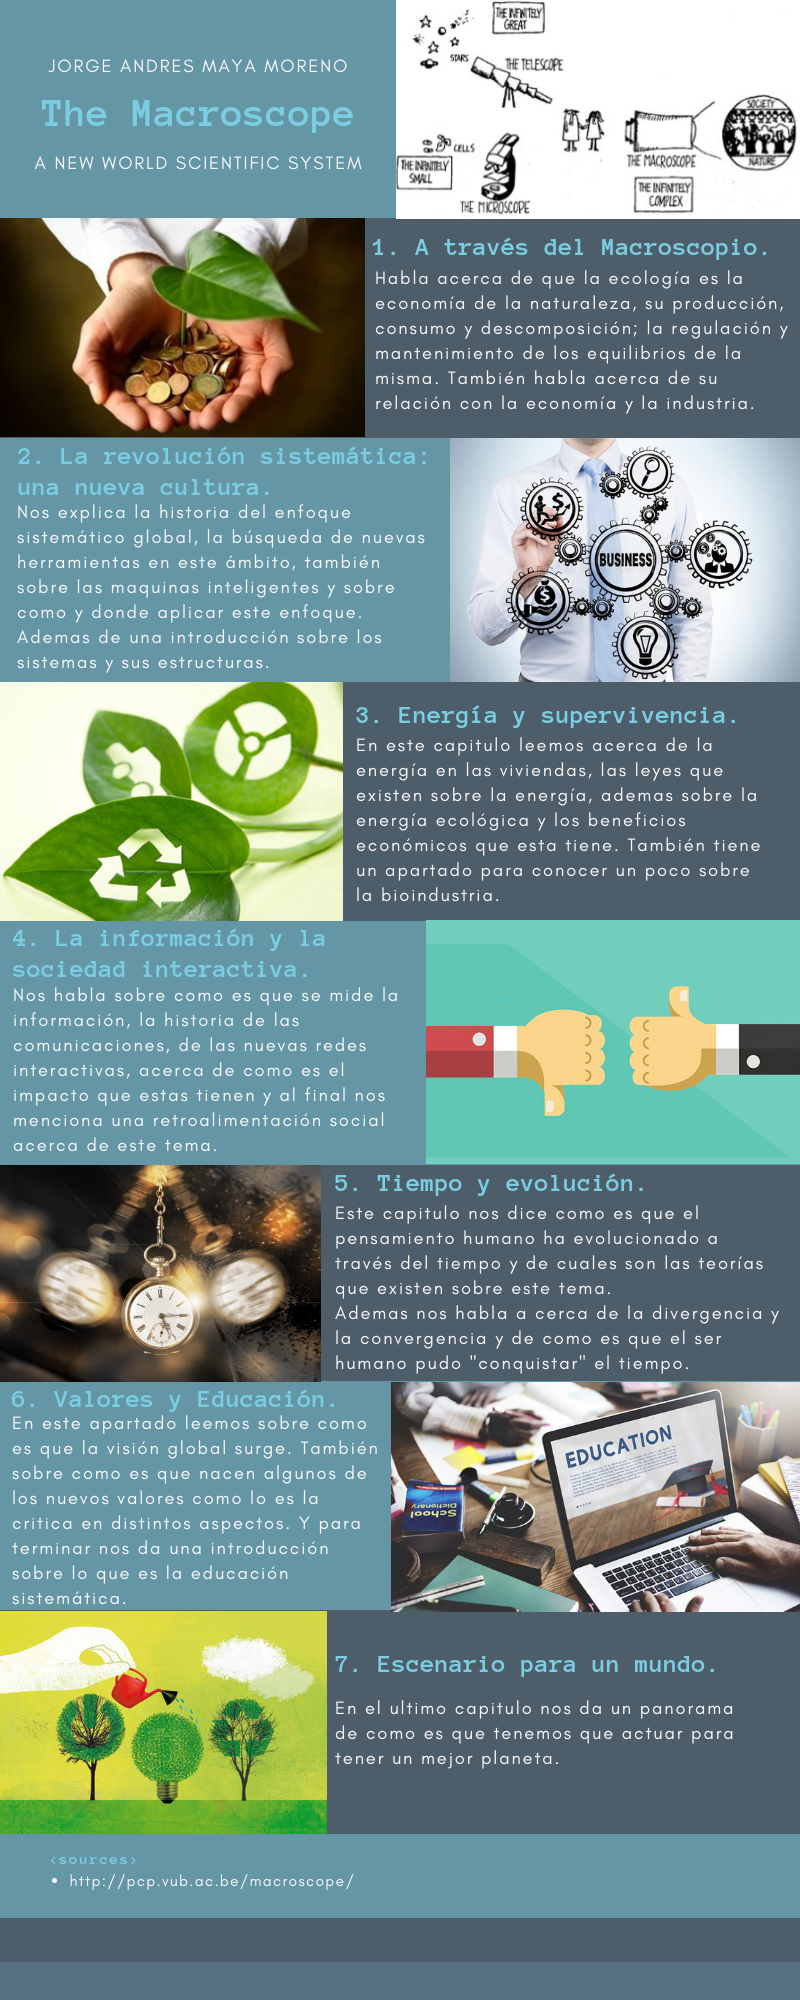 JORGE ANDRES MAYA MORENO
The Macroscope
A NEW WORLD SCIENTIFIC SYSTEM
THE INFINITELY
GREAT
STARS
THE TELESCOPE
CELLS
THE INFINITELY
SMALL
THE MICROSCOPE
THE MACROSCOPE
THE INFINITELY
COMPLEX
SOCIETY
NATURE
1. A través del Macroscopio.
Habla acerca de que la ecología es la
economía de la naturaleza, su producción,
consumo y descomposición; la regulación y
mantenimiento de los equilibrios de la
misma. También habla acerca de su
relación con la economía y la industria.
2. La revolución sistemática:
una nueva cultura.
Nos explica la historia del enfoque
sistemático global, la búsqueda de nuevas
herramientas en este ámbito, también
sobre las maquinas inteligentes y sobre
como y donde aplicar este enfoque.
Ademas de una introducción sobre los
sistemas y sus estructuras.
BUSINESS
3. Energía y supervivencia.
En este capitulo leemos acerca de la
energía en las viviendas, las leyes que
existen sobre la energía, ademas sobre la
energía ecológica y los beneficios
económicos que esta tiene. También tiene
un apartado para conocer un poco sobre
la bioindustria.
4. La información y la
sociedad interactiva.
Nos habla sobre como es que se mide la
información, la historia de las
comunicaciones, de las nuevas redes
interactivas, acerca de como es el
impacto que estas tienen y al final nos
menciona una retroalimentación social
acerca de este tema.
5. Tiempo y evolución.
Este capitulo nos dice como es que el
pensamiento humano ha evolucionado a
través del tiempo y de cuales son las teorías
que existen sobre este tema.
Ademas nos habla a cerca de la divergencia y
la convergencia y de como es que el ser
humano pudo "conquistar" el tiempo.
6. Valores y Educación.
En este apartado leemos sobre como
es que la visión global surge. También
sobre como es que nacen algunos de
los nuevos valores como lo es la
critica en distintos aspectos. Y para
terminar nos da una introducción
sobre lo que es la educación
sistemática.
EDUCATION
School
Dictionary
7. Escenario para un mundo.
En el ultimo capitulo nos da un panorama
de como es que tenemos que actuar para
tener un mejor planeta.
<sources>
• http://pcp.vub.ac.be/macroscope/